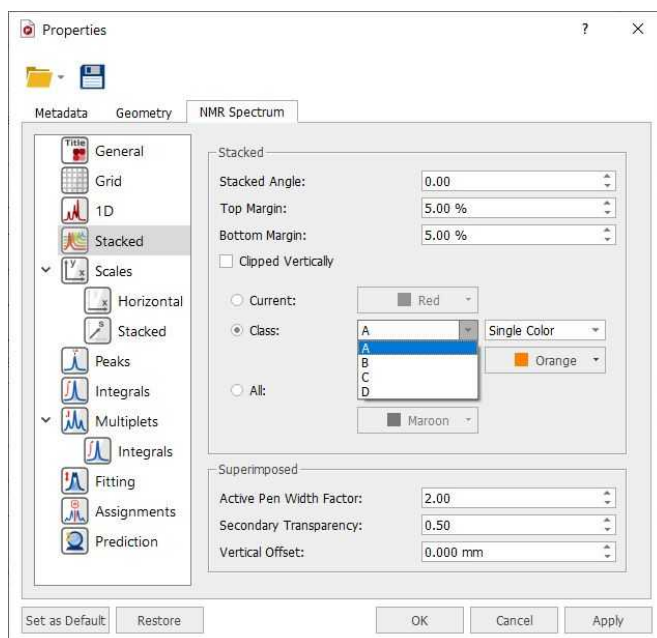 Properties
?
Metadata Geometry NMR Spectrum
Title
General
Grid
1D
Stacked
Scales
Horizontal
Stacked
Peaks
Integrals
Multiplets
Integrals
Fitting
Assignments
Prediction
Stacked
Stacked Angle: 0.00
Top Margin: 5.00 %
Bottom Margin: 5.00 %
Clipped Vertically
Current: Red
Class: A Single Color
A
B Orange
C
D
All:
Maroon
Superimposed
Active Pen Width Factor: 2.00
Secondary Transparency: 0.50
Vertical Offset: 0.000 mm
Set as Default Restore OK Cancel Apply